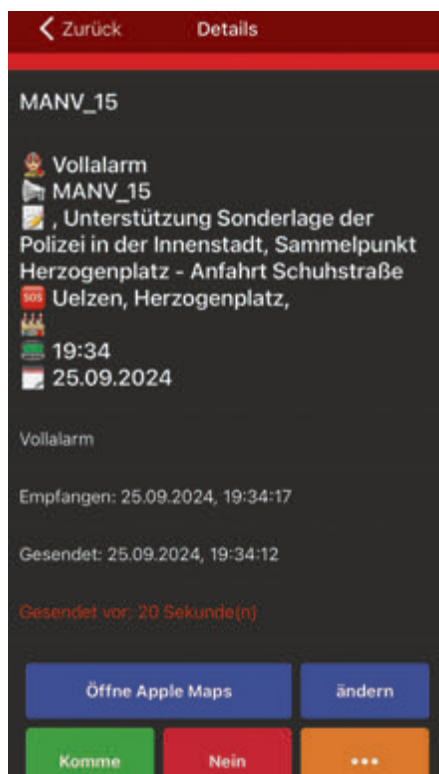 Zurück Details
MANV_15
Vollalarm
MANV_15
, Unterstützung Sonderlage der
Polizei in der Innenstadt, Sammelpunkt
Herzogenplatz - Anfahrt Schuhstraße
SOS Uelzen, Herzogenplatz,
19:34
25.09.2024
Vollalarm
Empfangen: 25.09.2024, 19:34:17
Gesendet: 25.09.2024, 19:34:12
Gesendet vor: 20 Sekunde(n)
Öffne Apple Maps ändern
Komme Nein ...